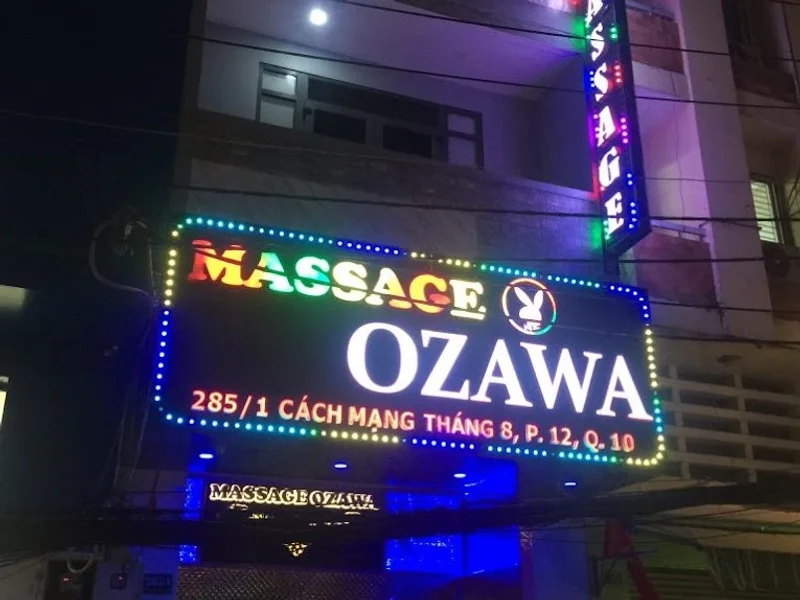 MASSAGE
MASSAGE
OZAWA
285/1 CÁCH MẠNG THÁNG 8, P. 12, Q. 10
MASSAGE OZAWA